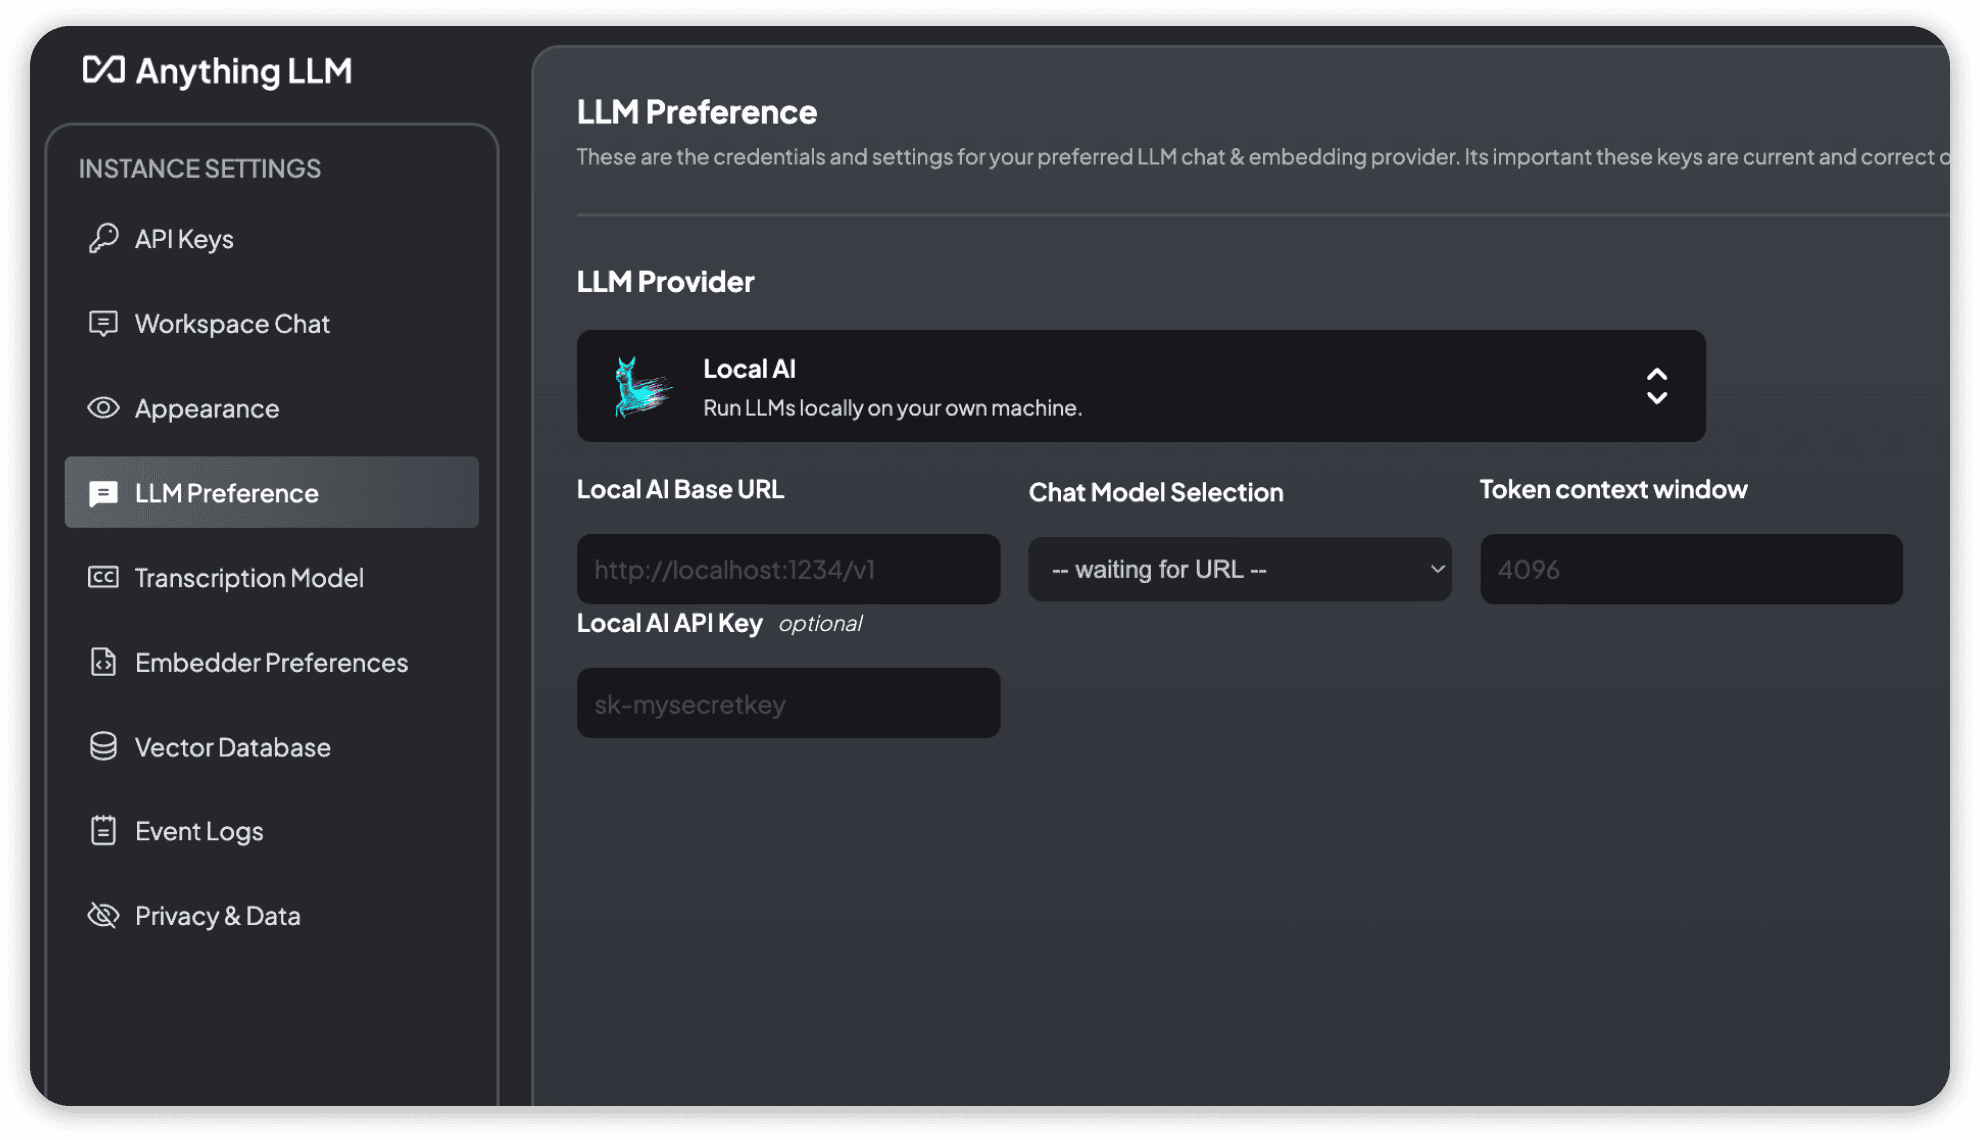 Anything LLM
INSTANCE SETTINGS
API Keys
Workspace Chat
Appearance
LLM Preference
Transcription Model
Embedder Preferences
Vector Database
Event Logs
Privacy & Data
LLM Preference
These are the credentials and settings for your preferred LLM chat & embedding provider. Its important these keys are current and correct
LLM Provider
Local AI
Run LLMs locally on your own machine.
Local AI Base URL
http://localhost:1234/v1
Chat Model Selection
-- waiting for URL --
Token context window
4096
Local AI API Key optional
sk-mysecretkey